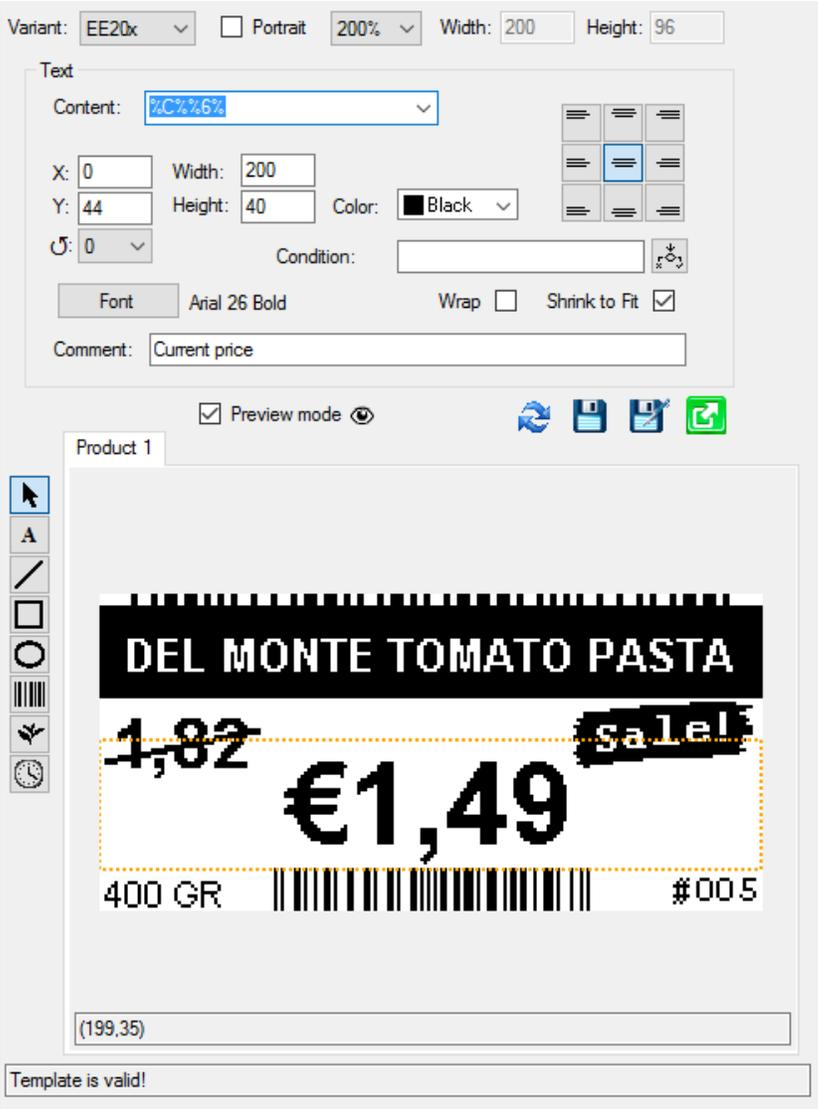 Variant: EE20x Portrait 200% Width: 200 Height: 96
Text
Content: %C%%6%
X: 0 Width: 200
Y: 44 Height: 40 Color: Black
↺: 0 Condition:
Font Arial 26 Bold Wrap Shrink to Fit
Comment: Current price
Preview mode
Product 1
A
DEL MONTE TOMATO PASTA
1,82 Sale!
€1,49
400 GR #005
(199,35)
Template is valid!